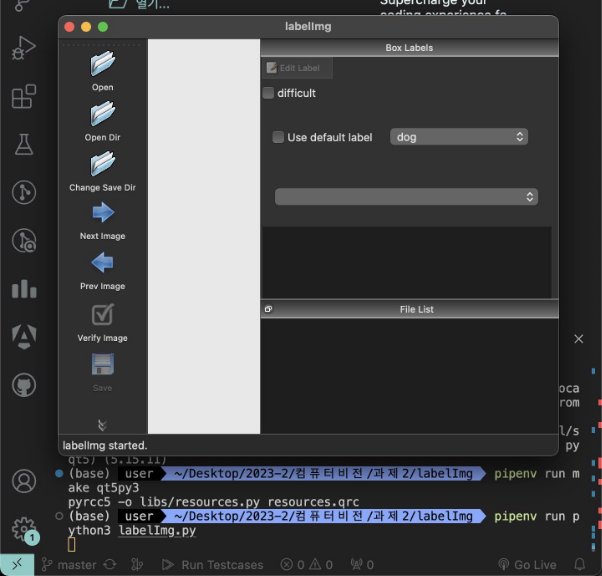 열기...
Supercharge your
coding experience fo
labelImg
Open
Open Dir
Change Save Dir
Next Image
Prev Image
Verify Image
Save
Box Labels
Edit Label
difficult
Use default label
dog
File List
labelImg started.
oca
rom
l/s
py
qt5) (5.15.11)
(base) user ~/Desktop/2023-2/컴퓨터비전/과제2/labelImg pipenv run m
ake qt5py3
pyrcc5 -o libs/resources.py resources.qrc
(base) user ~/Desktop/2023-2/컴퓨터비전/과제2/labelImg pipenv run p
ython3 labelImg.py
1
master Run Testcases 0 0 0 Go Live